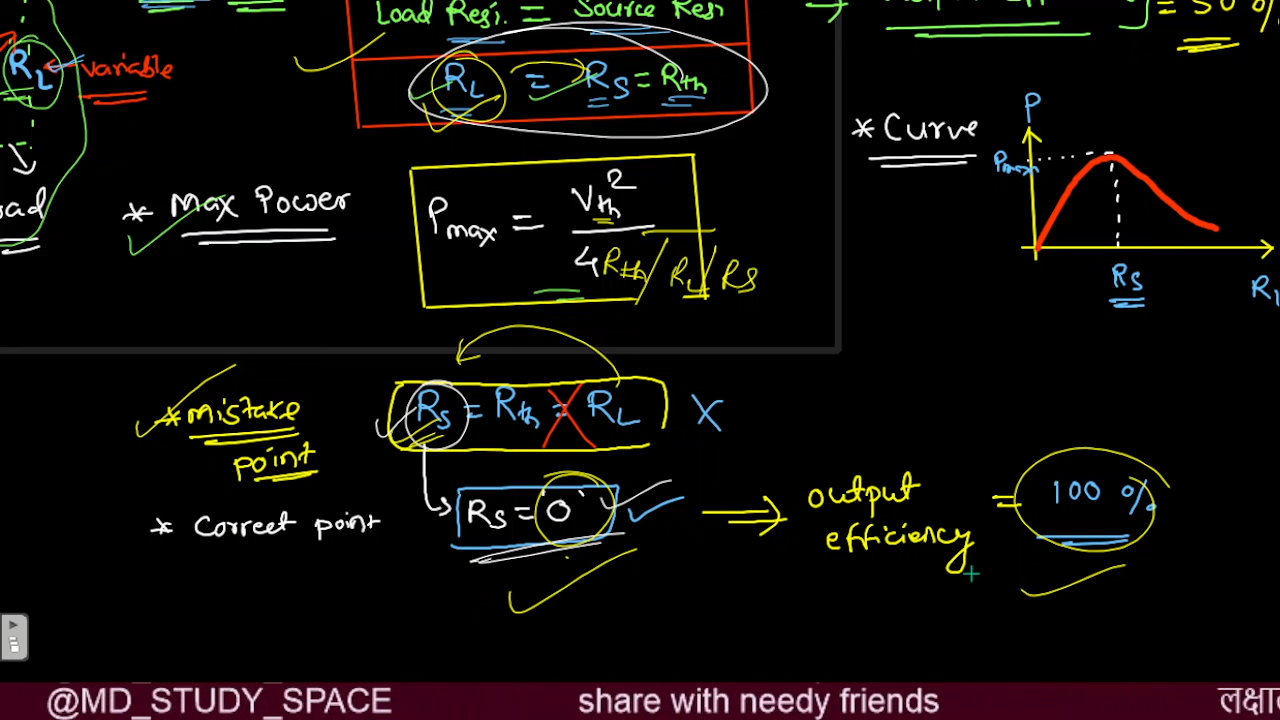 Load Resi. = Source Resi
= 50 %
RL variable
RL = RS = Rth
* Curve
P
Pmax
* Max Power
Pmax = Vth² / 4Rth / RL / RS
RS
RL
* Mistake point
RS = Rth = RL X
* Correct point
RS = 0 ⟹ output efficiency = 100 %
@MD_STUDY_SPACE share with needy friends